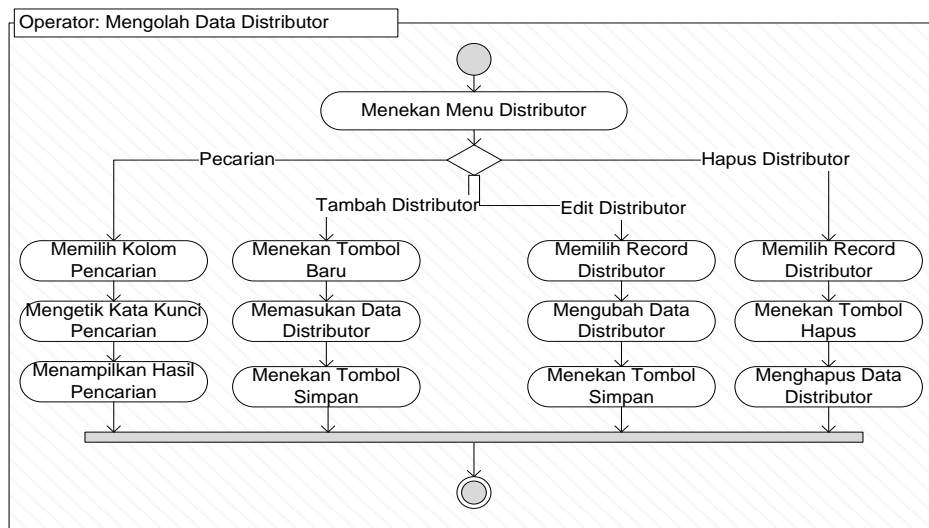 Operator: Mengolah Data Distributor
Menekan Menu Distributor
Pecarian
Hapus Distributor
Tambah Distributor
Edit Distributor
Memilih Kolom
Pencarian
Menekan Tombol
Baru
Memilih Record
Distributor
Memilih Record
Distributor
Mengetik Kata Kunci
Pencarian
Memasukan Data
Distributor
Mengubah Data
Distributor
Menekan Tombol
Hapus
Menampilkan Hasil
Pencarian
Menekan Tombol
Simpan
Menekan Tombol
Simpan
Menghapus Data
Distributor